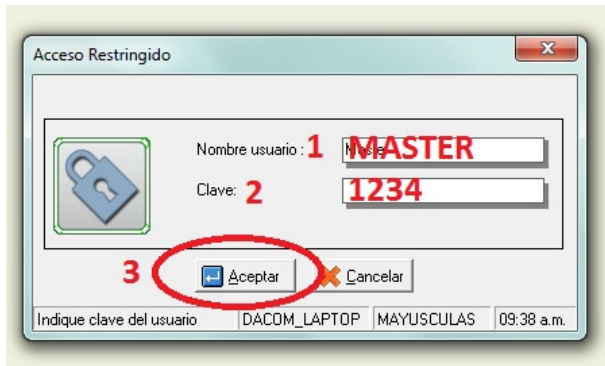 Acceso Restringido
Nombre usuario : 1 MASTER
Clave: 2 1234
3 Aceptar Cancelar
Indique clave del usuario DACOM_LAPTOP MAYUSCULAS 09:38 a.m.